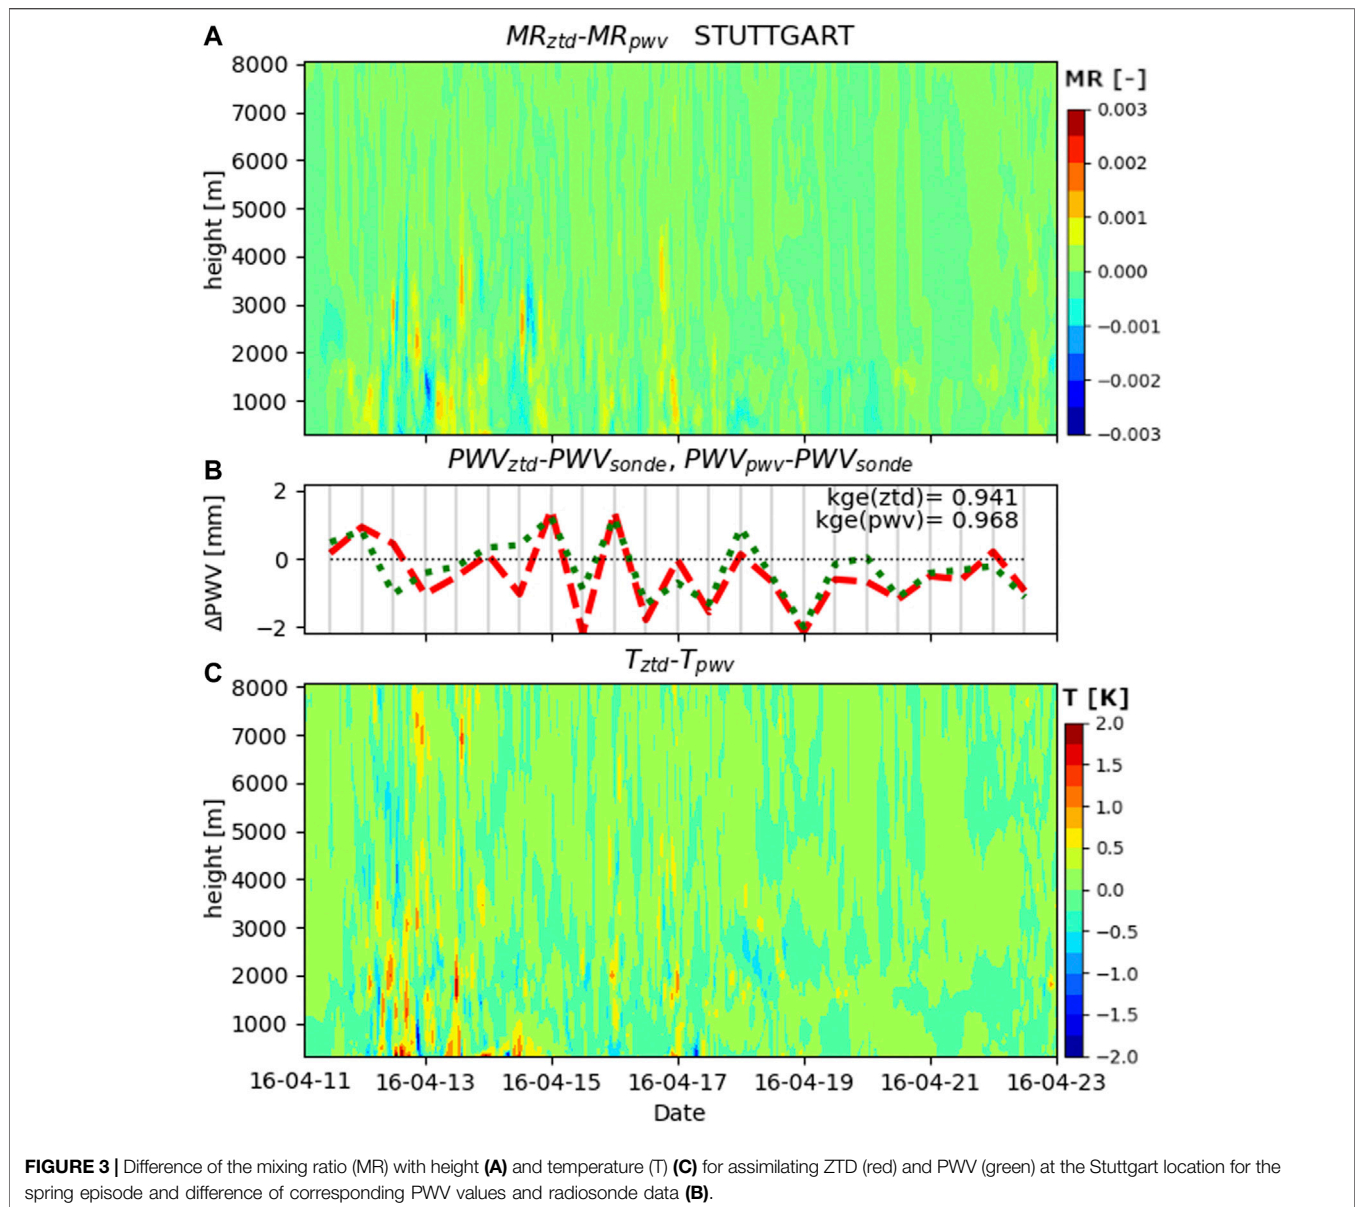 A
MRztd-MRpwv STUTTGART
8000
7000
6000
5000
4000
3000
2000
1000
height [m]
MR [-]
0.003
0.002
0.001
0.000
−0.001
−0.002
−0.003
B
PWVztd-PWVsonde, PWVpwv-PWVsonde
2
0
−2
ΔPWV [mm]
kge(ztd)= 0.941
kge(pwv)= 0.968
C
Tztd-Tpwv
8000
7000
6000
5000
4000
3000
2000
1000
height [m]
T [K]
2.0
1.5
1.0
0.5
0.0
−0.5
−1.0
−1.5
−2.0
16-04-11 16-04-13 16-04-15 16-04-17 16-04-19 16-04-21 16-04-23
Date
FIGURE 3 | Difference of the mixing ratio (MR) with height (A) and temperature (T) (C) for assimilating ZTD (red) and PWV (green) at the Stuttgart location for the
spring episode and difference of corresponding PWV values and radiosonde data (B).